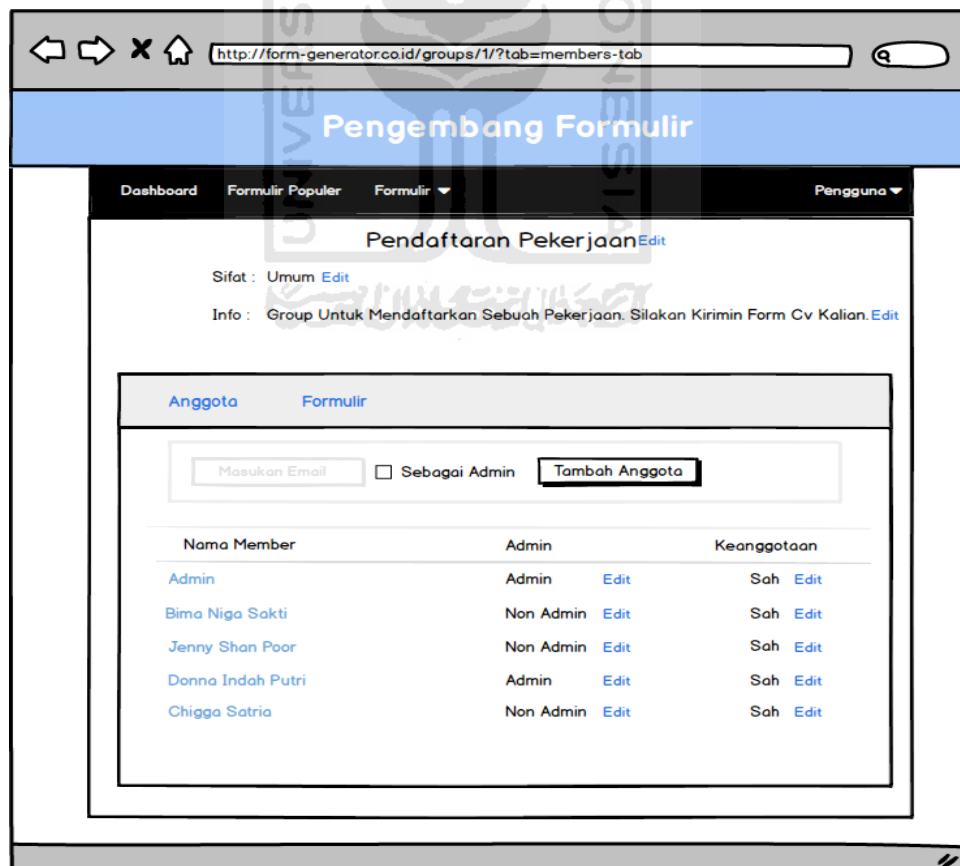 http://form-generator.co.id/groups/1/?tab=members-tab
Pengembang Formulir
Dashboard Formulir Populer Formulir Pengguna
Pendaftaran Pekerjaan Edit
Sifat : Umum Edit
Info : Group Untuk Mendaftarkan Sebuah Pekerjaan. Silakan Kirimin Form Cv Kalian. Edit
Anggota Formulir
Masukan Email Sebagai Admin Tambah Anggota
Nama Member Admin Keanggotaan
Admin Admin Edit Sah Edit
Bima Niga Sakti Non Admin Edit Sah Edit
Jenny Shan Poor Non Admin Edit Sah Edit
Donna Indah Putri Admin Edit Sah Edit
Chigga Satria Non Admin Edit Sah Edit